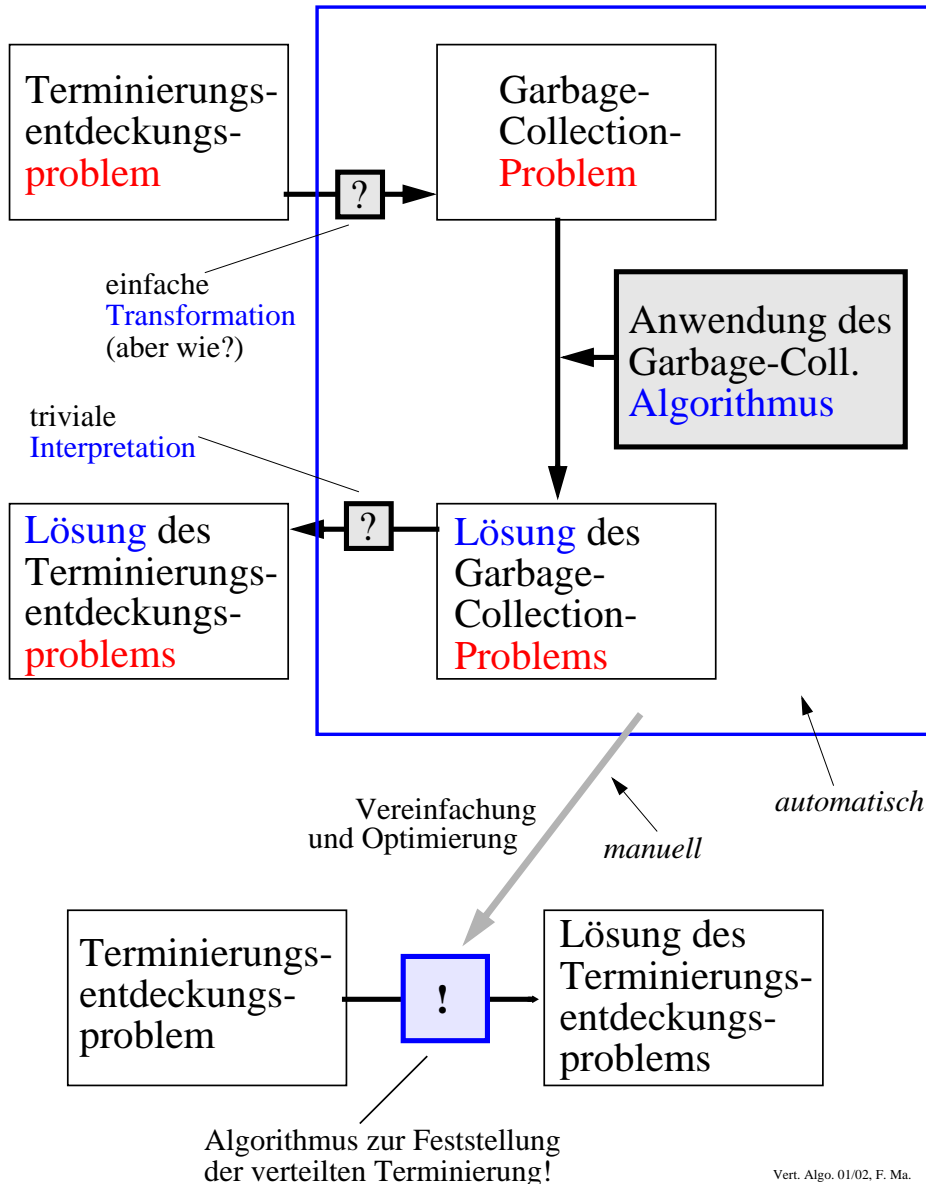 Terminierungs-
entdeckungs-
problem
Garbage-
Collection-
Problem
?
einfache
Transformation
(aber wie?)
Anwendung des
Garbage-Coll.
Algorithmus
triviale
Interpretation
?
Lösung des
Terminierungs-
entdeckungs-
problems
Lösung des
Garbage-
Collection-
Problems
automatisch
Vereinfachung
und Optimierung
manuell
Terminierungs-
entdeckungs-
problem
!
Lösung des
Terminierungs-
entdeckungs-
problems
Algorithmus zur Feststellung
der verteilten Terminierung!
Vert. Algo. 01/02, F. Ma.